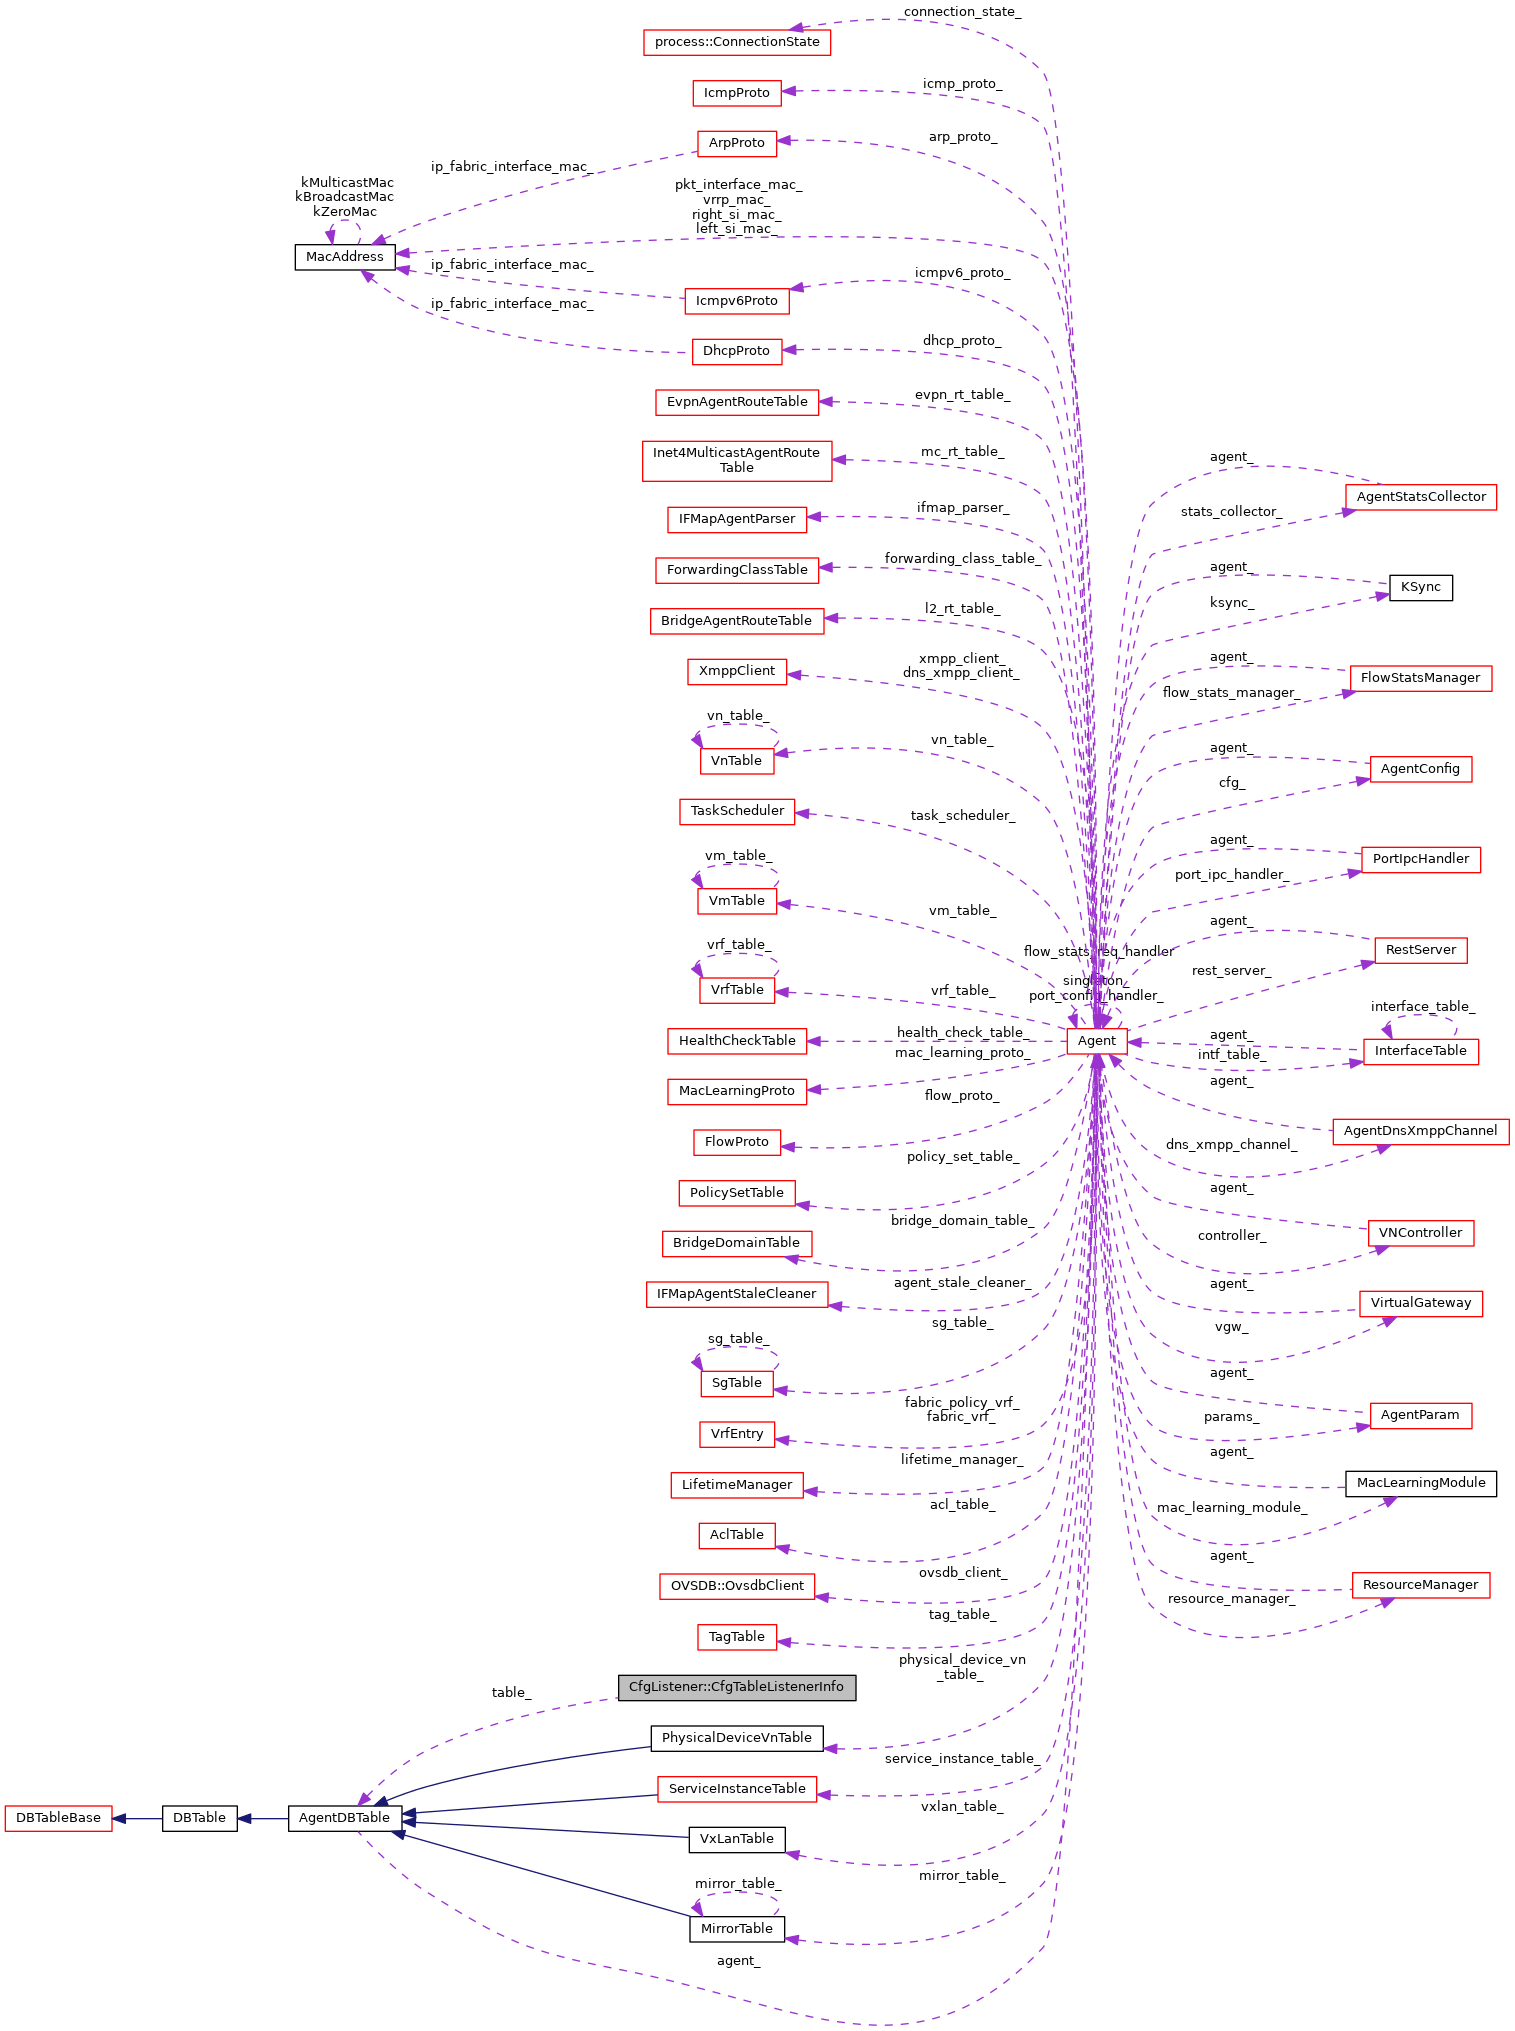 connection_state_
process::ConnectionState
icmp_proto_
IcmpProto
arp_proto_
ArpProto
ip_fabric_interface_mac_
kMulticastMac
kBroadcastMac
kZeroMac
pkt_interface_mac_
vrrp_mac_
right_si_mac_
left_si_mac_
MacAddress
ip_fabric_interface_mac_
icmpv6_proto_
Icmpv6Proto
ip_fabric_interface_mac_
dhcp_proto_
DhcpProto
evpn_rt_table_
EvpnAgentRouteTable
mc_rt_table_
Inet4MulticastAgentRoute
Table
agent_
AgentStatsCollector
ifmap_parser_
IFMapAgentParser
stats_collector_
forwarding_class_table_
ForwardingClassTable
agent_
KSync
l2_rt_table_
BridgeAgentRouteTable
ksync_
xmpp_client_
dns_xmpp_client_
XmppClient
agent_
FlowStatsManager
flow_stats_manager_
vn_table_
vn_table_
VnTable
agent_
AgentConfig
cfg_
task_scheduler_
TaskScheduler
agent_
PortIpcHandler
port_ipc_handler_
vm_table_
vm_table_
VmTable
agent_
RestServer
rest_server_
vrf_table_
vrf_table_
VrfTable
flow_stats_req_handler
singleton_
port_config_handler_
Agent
interface_table_
agent_
InterfaceTable
intf_table_
health_check_table_
HealthCheckTable
mac_learning_proto_
MacLearningProto
agent_
AgentDnsXmppChannel
dns_xmpp_channel_
flow_proto_
FlowProto
policy_set_table_
PolicySetTable
agent_
VNController
controller_
bridge_domain_table_
BridgeDomainTable
agent_stale_cleaner_
IFMapAgentStaleCleaner
agent_
VirtualGateway
vgw_
sg_table_
sg_table_
SgTable
agent_
AgentParam
params_
fabric_policy_vrf_
fabric_vrf_
VrfEntry
lifetime_manager_
LifetimeManager
agent_
MacLearningModule
mac_learning_module_
acl_table_
AclTable
agent_
ResourceManager
resource_manager_
ovsdb_client_
OVSDB::OvsdbClient
tag_table_
TagTable
physical_device_vn
_table_
CfgListener::CfgTableListenerInfo
table_
PhysicalDeviceVnTable
service_instance_table_
ServiceInstanceTable
DBTableBase
DBTable
AgentDBTable
vxlan_table_
VxLanTable
mirror_table_
mirror_table_
MirrorTable
agent_